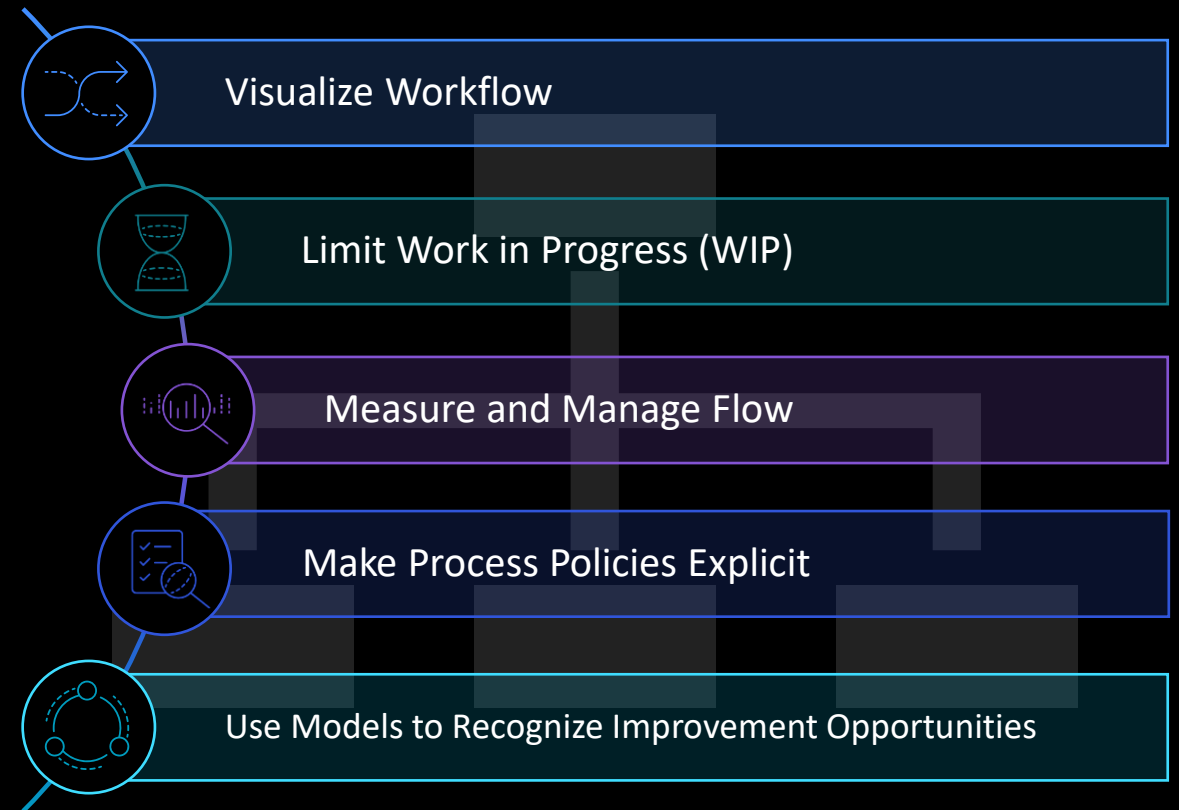 Visualize Workflow
Limit Work in Progress (WIP)
Measure and Manage Flow
Make Process Policies Explicit
Use Models to Recognize Improvement Opportunities